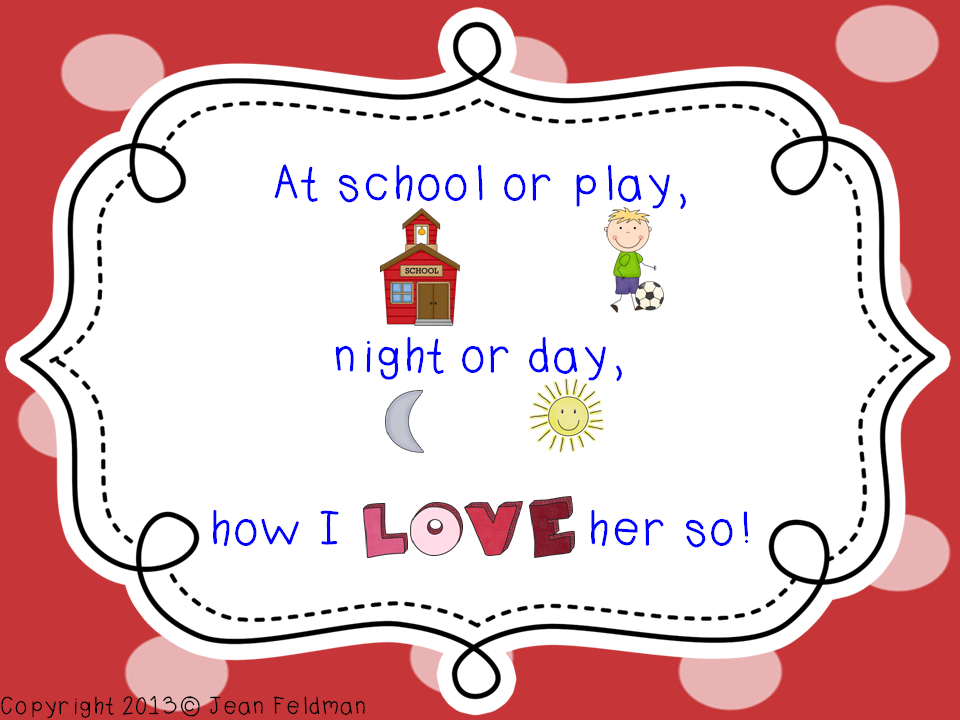 At school or play,
SCHOOL
night or day,
how I LOVE her so!
Copyright 2013© Jean Feldman